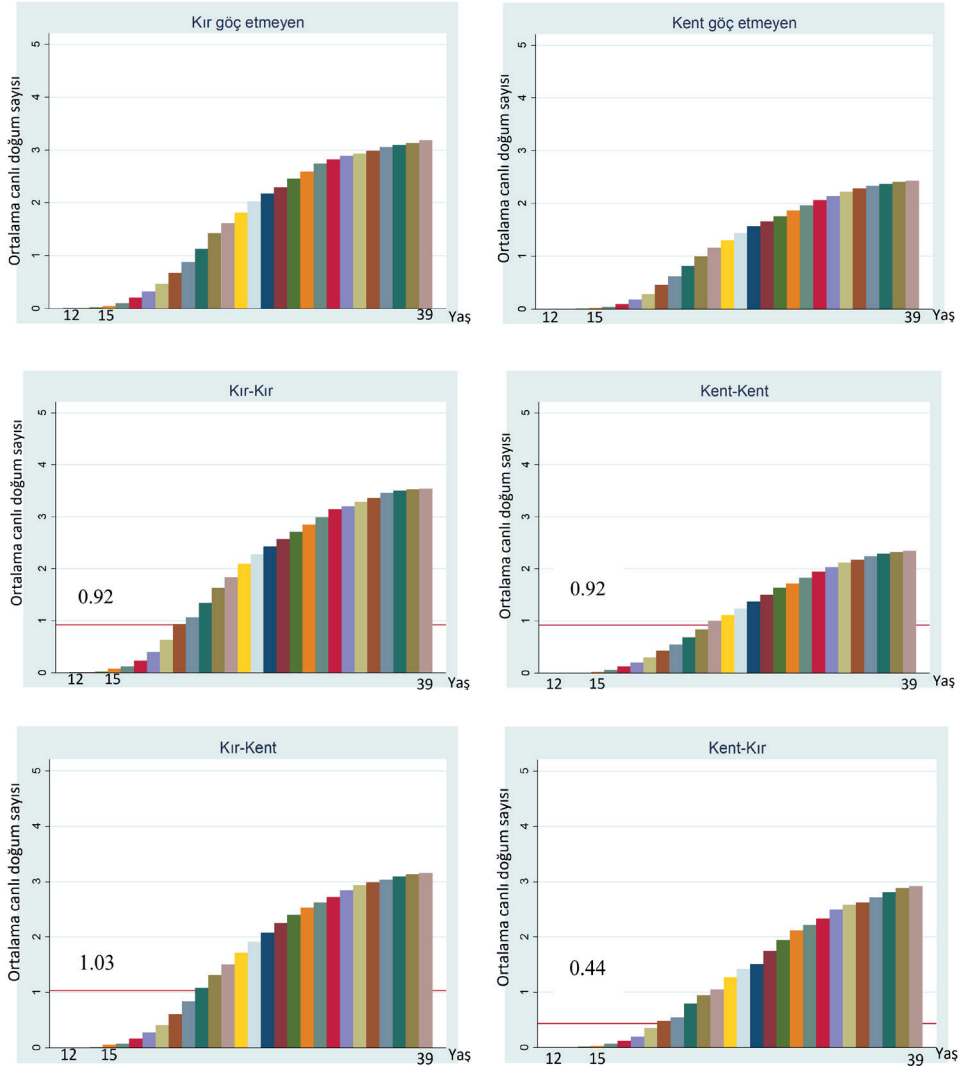 Kır göç etmeyen
Ortalama canlı doğum sayısı
5
4
3
2
1
0
12 15 39 Yaş
Kent göç etmeyen
Ortalama canlı doğum sayısı
5
4
3
2
1
0
12 15 39 Yaş
Kır-Kır
Ortalama canlı doğum sayısı
5
4
3
2
1
0
0.92
12 15 39 Yaş
Kent-Kent
Ortalama canlı doğum sayısı
5
4
3
2
1
0
0.92
12 15 39 Yaş
Kır-Kent
Ortalama canlı doğum sayısı
5
4
3
2
1
0
1.03
12 15 39 Yaş
Kent-Kır
Ortalama canlı doğum sayısı
5
4
3
2
1
0
0.44
12 15 39 Yaş